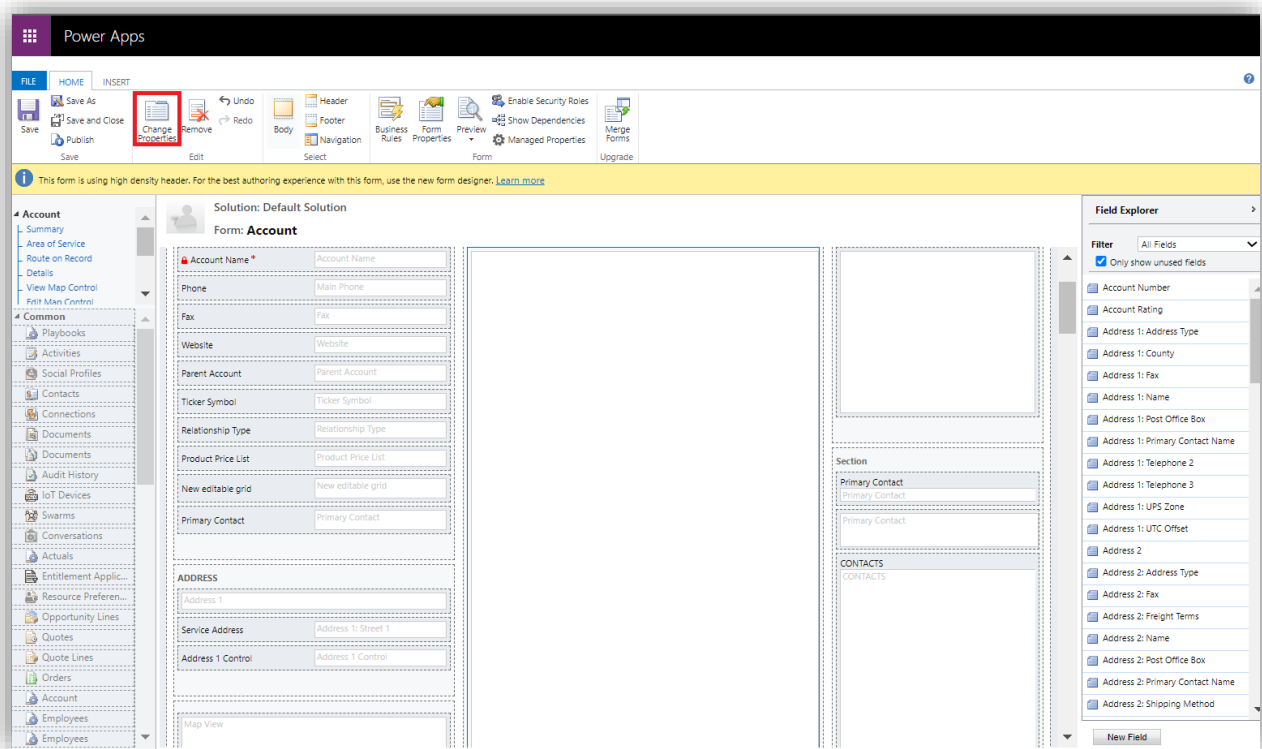 Power Apps
FILE HOME INSERT
Save
Save As
Save and Close
Publish
Save
Change Properties
Remove
Undo
Redo
Edit
Body
Header
Footer
Navigation
Select
Business Rules
Form Properties
Preview
Enable Security Roles
Show Dependencies
Managed Properties
Form
Merge Forms
Upgrade
This form is using high density header. For the best authoring experience with this form, use the new form designer. Learn more
Account
Summary
Area of Service
Route on Record
Details
View Map Control
Edit Map Control
Common
Playbooks
Activities
Social Profiles
Contacts
Connections
Documents
Documents
Audit History
IoT Devices
Swarms
Conversations
Actuals
Entitlement Applic...
Resource Preferen...
Opportunity Lines
Quotes
Quote Lines
Orders
Account
Employees
Employees
Solution: Default Solution
Form: Account
Account Name * Account Name
Phone Main Phone
Fax Fax
Website Website
Parent Account Parent Account
Ticker Symbol Ticker Symbol
Relationship Type Relationship Type
Product Price List Product Price List
New editable grid New editable grid
Primary Contact Primary Contact
ADDRESS
Address 1
Service Address Address 1: Street 1
Address 1 Control Address 1 Control
Map View
Section
Primary Contact
Primary Contact
Primary Contact
CONTACTS
CONTACTS
Field Explorer >
Filter All Fields
Only show unused fields
Account Number
Account Rating
Address 1: Address Type
Address 1: County
Address 1: Fax
Address 1: Name
Address 1: Post Office Box
Address 1: Primary Contact Name
Address 1: Telephone 2
Address 1: Telephone 3
Address 1: UPS Zone
Address 1: UTC Offset
Address 2
Address 2: Address Type
Address 2: Fax
Address 2: Freight Terms
Address 2: Name
Address 2: Post Office Box
Address 2: Primary Contact Name
Address 2: Shipping Method
New Field